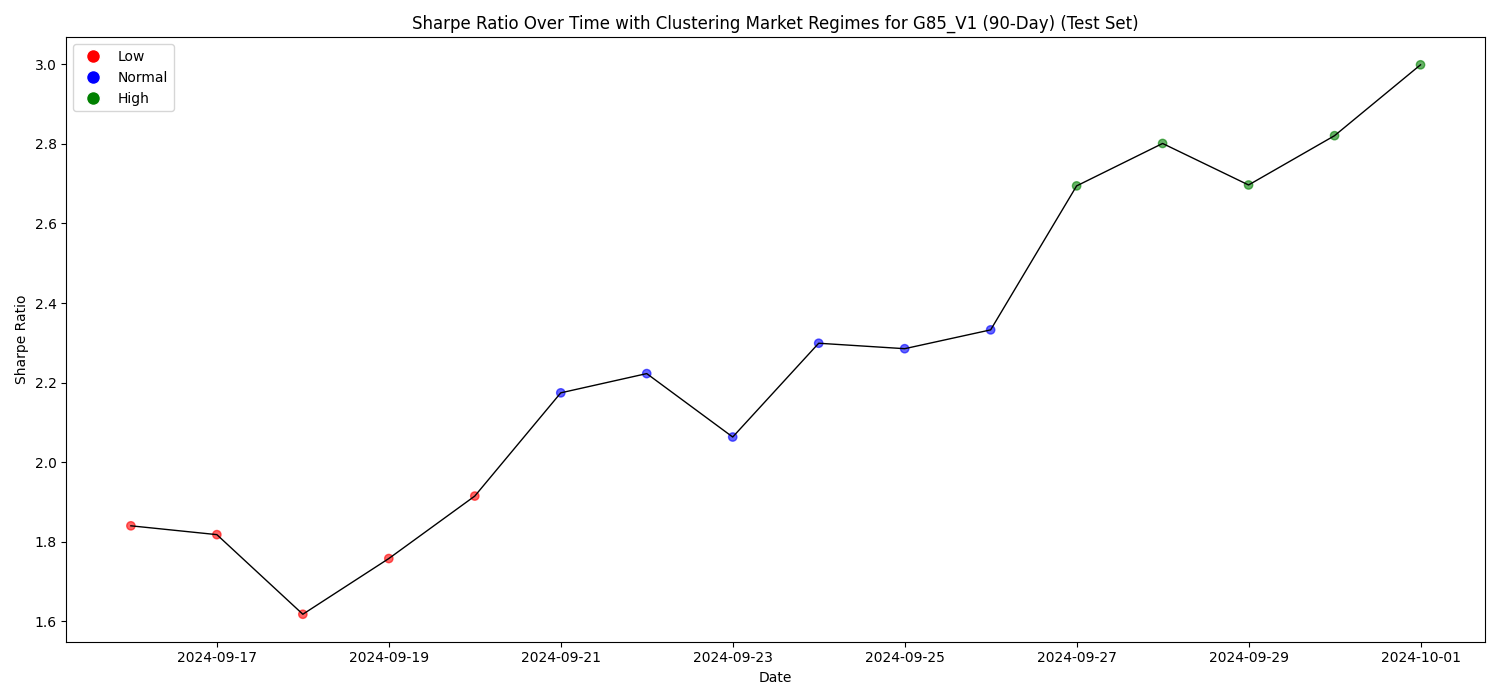 Sharpe Ratio Over Time with Clustering Market Regimes for G85_V1 (90-Day) (Test Set)
Low
Normal
High
Sharpe Ratio
3.0
2.8
2.6
2.4
2.2
2.0
1.8
1.6
2024-09-17
2024-09-19
2024-09-21
2024-09-23
2024-09-25
2024-09-27
2024-09-29
2024-10-01
Date